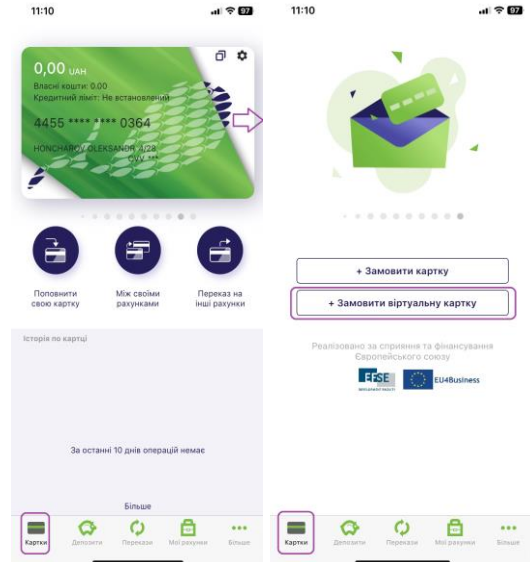 11:10
97
0,00 UAH
Власні кошти: 0.00
Кредитний ліміт: Не встановлений
4455 **** **** 0364
HONCHAROV OLEKSANDR 4/28
CVV ***
Поповнити
свою картку
Між своїми
рахунками
Переказ на
інші рахунки
Історія по картці
За останні 10 днів операцій немає
Більше
Картки
Депозити
Перекази
Мої рахунки
Більше
11:10
97
+ Замовити картку
+ Замовити віртуальну картку
Реалізовано за сприяння та фінансування
Європейського союзу
EFSE
EU4Business
Картки
Депозити
Перекази
Мої рахунки
Більше